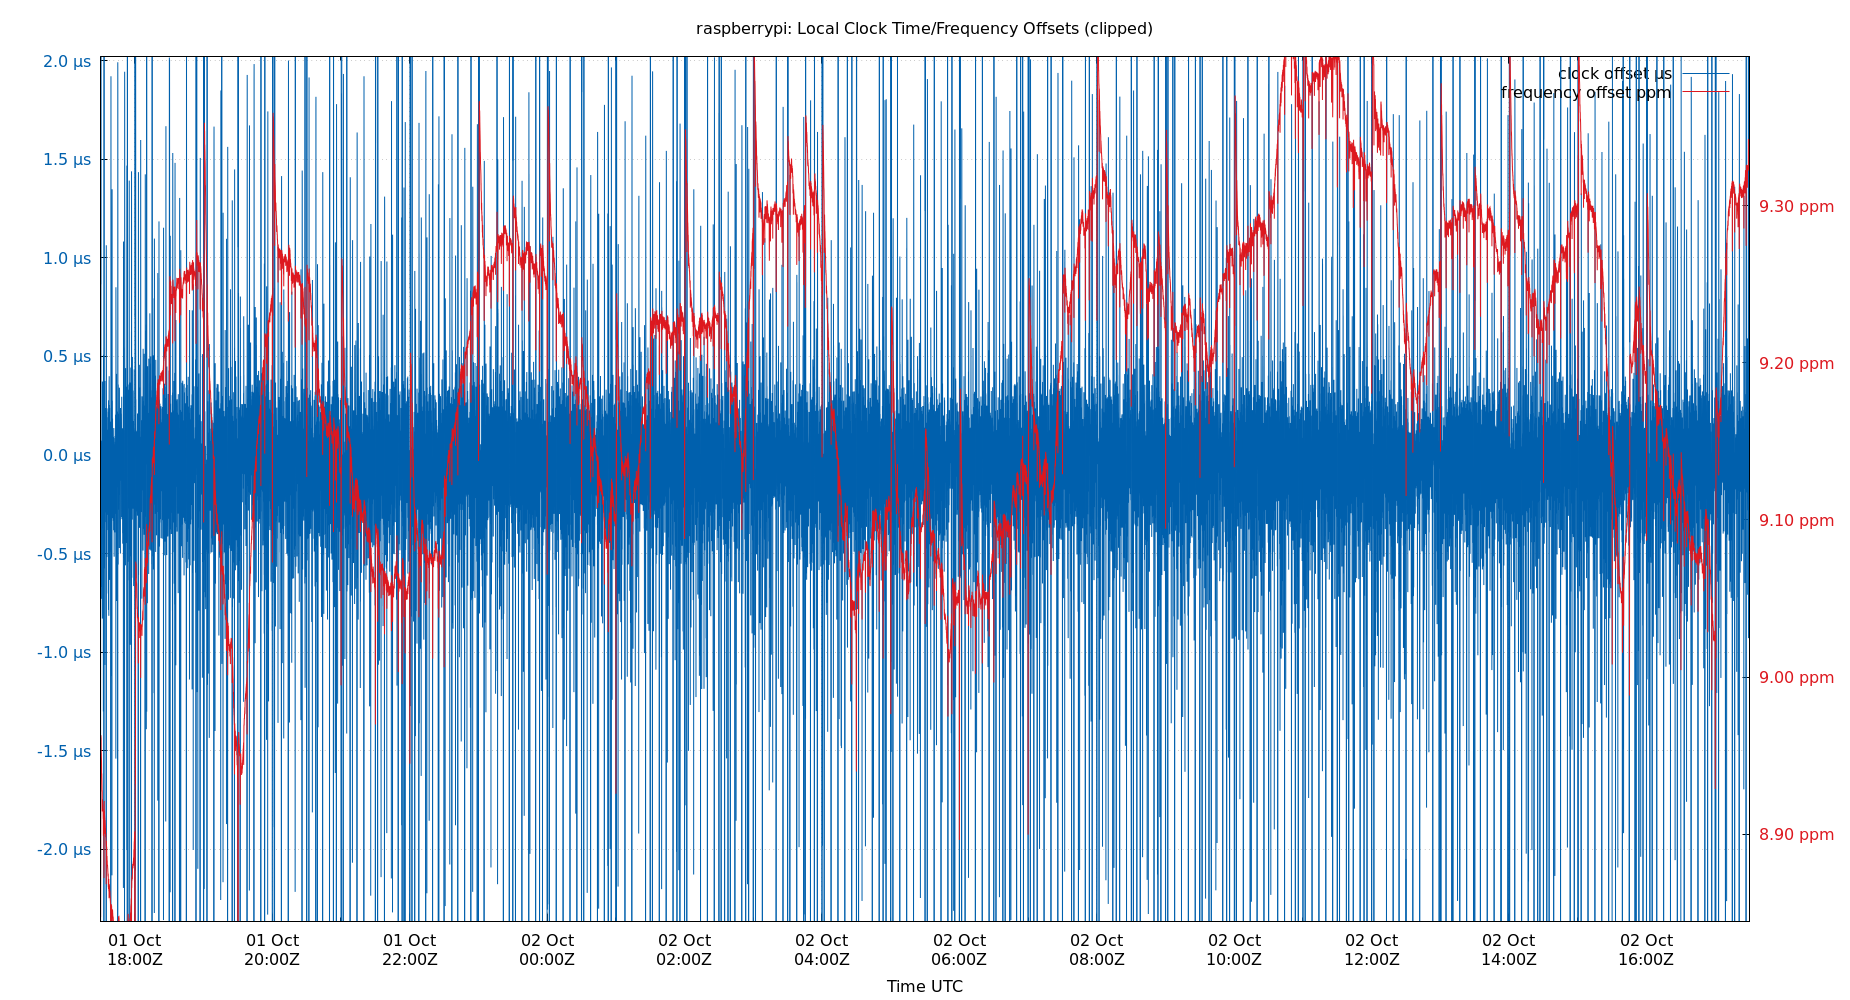 raspberrypi: Local Clock Time/Frequency Offsets (clipped)
clock offset µs
frequency offset ppm
2.0 µs
1.5 µs
1.0 µs
0.5 µs
0.0 µs
-0.5 µs
-1.0 µs
-1.5 µs
-2.0 µs
9.30 ppm
9.20 ppm
9.10 ppm
9.00 ppm
8.90 ppm
01 Oct
18:00Z
01 Oct
20:00Z
01 Oct
22:00Z
02 Oct
00:00Z
02 Oct
02:00Z
02 Oct
04:00Z
02 Oct
06:00Z
02 Oct
08:00Z
02 Oct
10:00Z
02 Oct
12:00Z
02 Oct
14:00Z
02 Oct
16:00Z
Time UTC